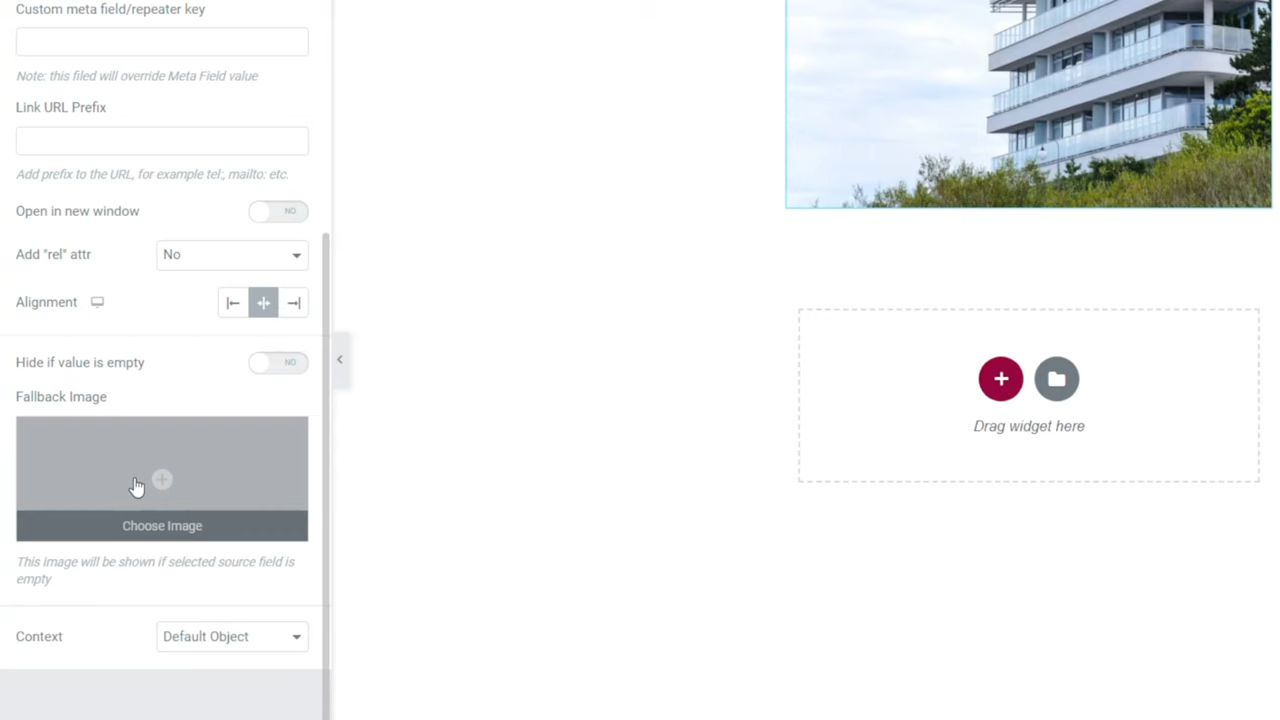 Custom meta field/repeater key
Note: this filed will override Meta Field value
Link URL Prefix
Add prefix to the URL, for example tel:, mailto: etc.
Open in new window
NO
Add "rel" attr
No
Alignment
Hide if value is empty
NO
Fallback Image
Choose Image
This image will be shown if selected source field is
empty
Context
Default Object
Drag widget here